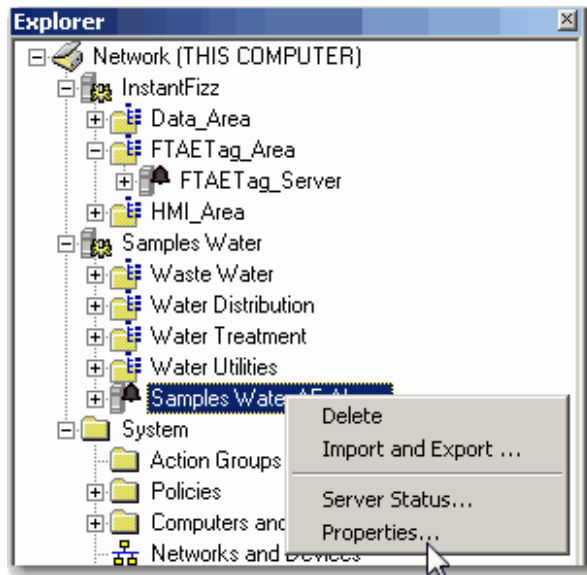 Explorer
Network (THIS COMPUTER)
InstantFizz
Data_Area
FTAETag_Area
FTAETag_Server
HMI_Area
Samples Water
Waste Water
Water Distribution
Water Treatment
Water Utilities
Samples Water
Delete
System
Import and Export ...
Action Groups
Policies
Server Status...
Computers and
Properties...
Networks and Devices